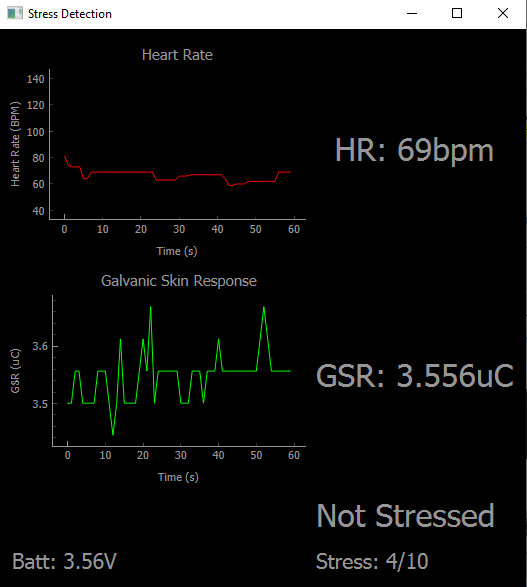 Stress Detection
Heart Rate
140
120
100
80
60
40
Heart Rate (BPM)
0 10 20 30 40 50 60
Time (s)
HR: 69bpm
Galvanic Skin Response
3.6
3.5
GSR (uC)
0 10 20 30 40 50 60
Time (s)
GSR: 3.556uC
Not Stressed
Batt: 3.56V
Stress: 4/10